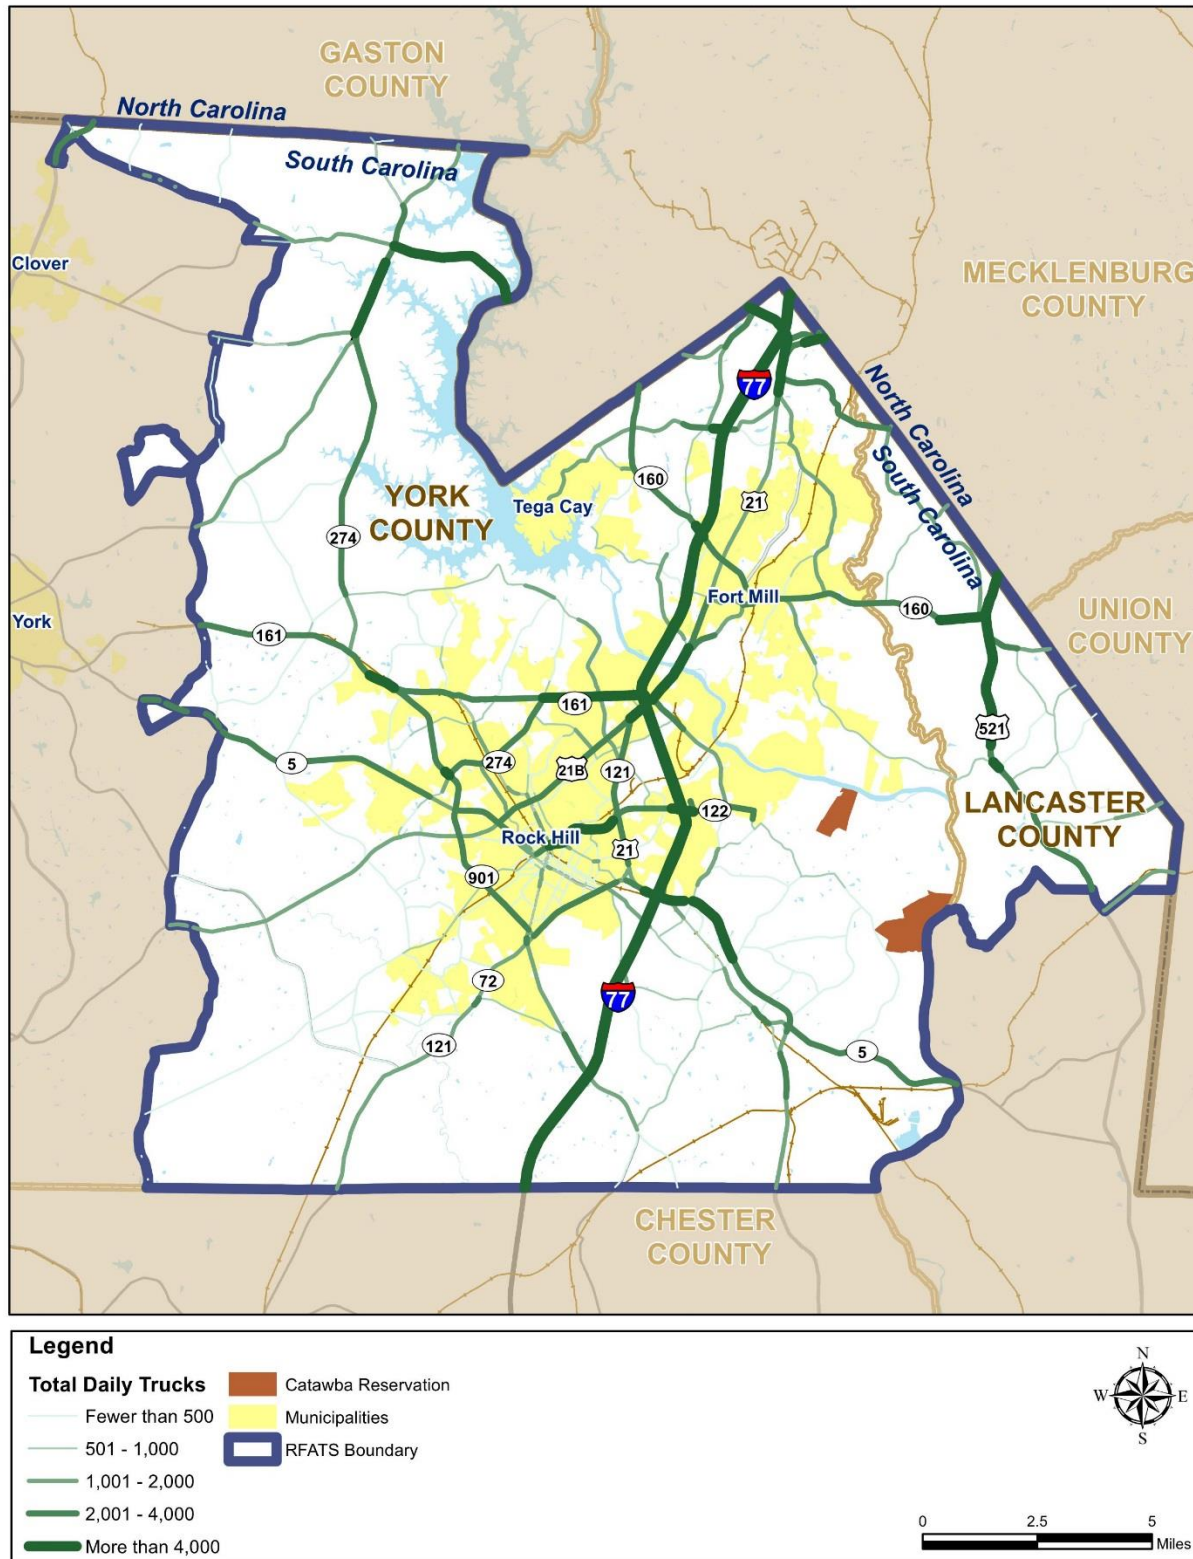 GASTON
COUNTY
North Carolina
South Carolina
Clover
MECKLENBURG
COUNTY
77
North Carolina
South Carolina
160
21
YORK
COUNTY
Tega Cay
274
Fort Mill
160
UNION
COUNTY
York
161
161
521
5
274
21B
121
122
LANCASTER
COUNTY
Rock Hill
21
901
72
77
121
5
CHESTER
COUNTY
Legend
Total Daily Trucks
Fewer than 500
501 - 1,000
1,001 - 2,000
2,001 - 4,000
More than 4,000
Catawba Reservation
Municipalities
RFATS Boundary
N
W E
S
0 2.5 5
Miles